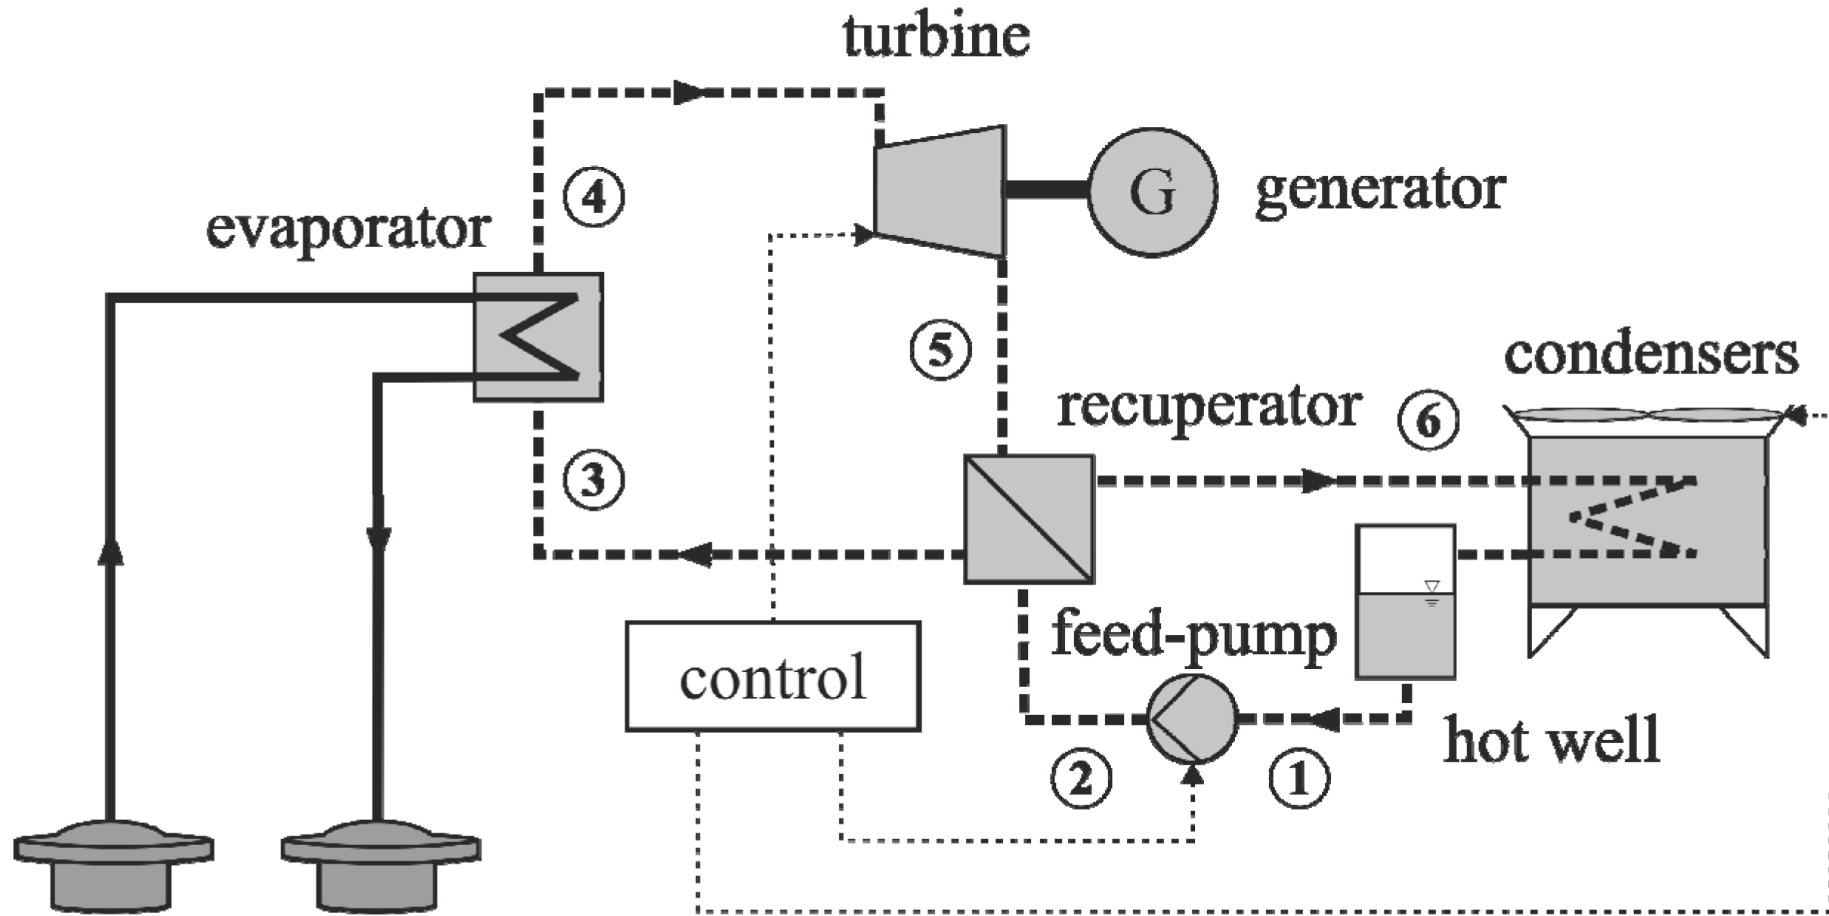 turbine
④
evaporator
G
generator
⑤
condensers
recuperator
⑥
③
feed-pump
control
hot well
②
①